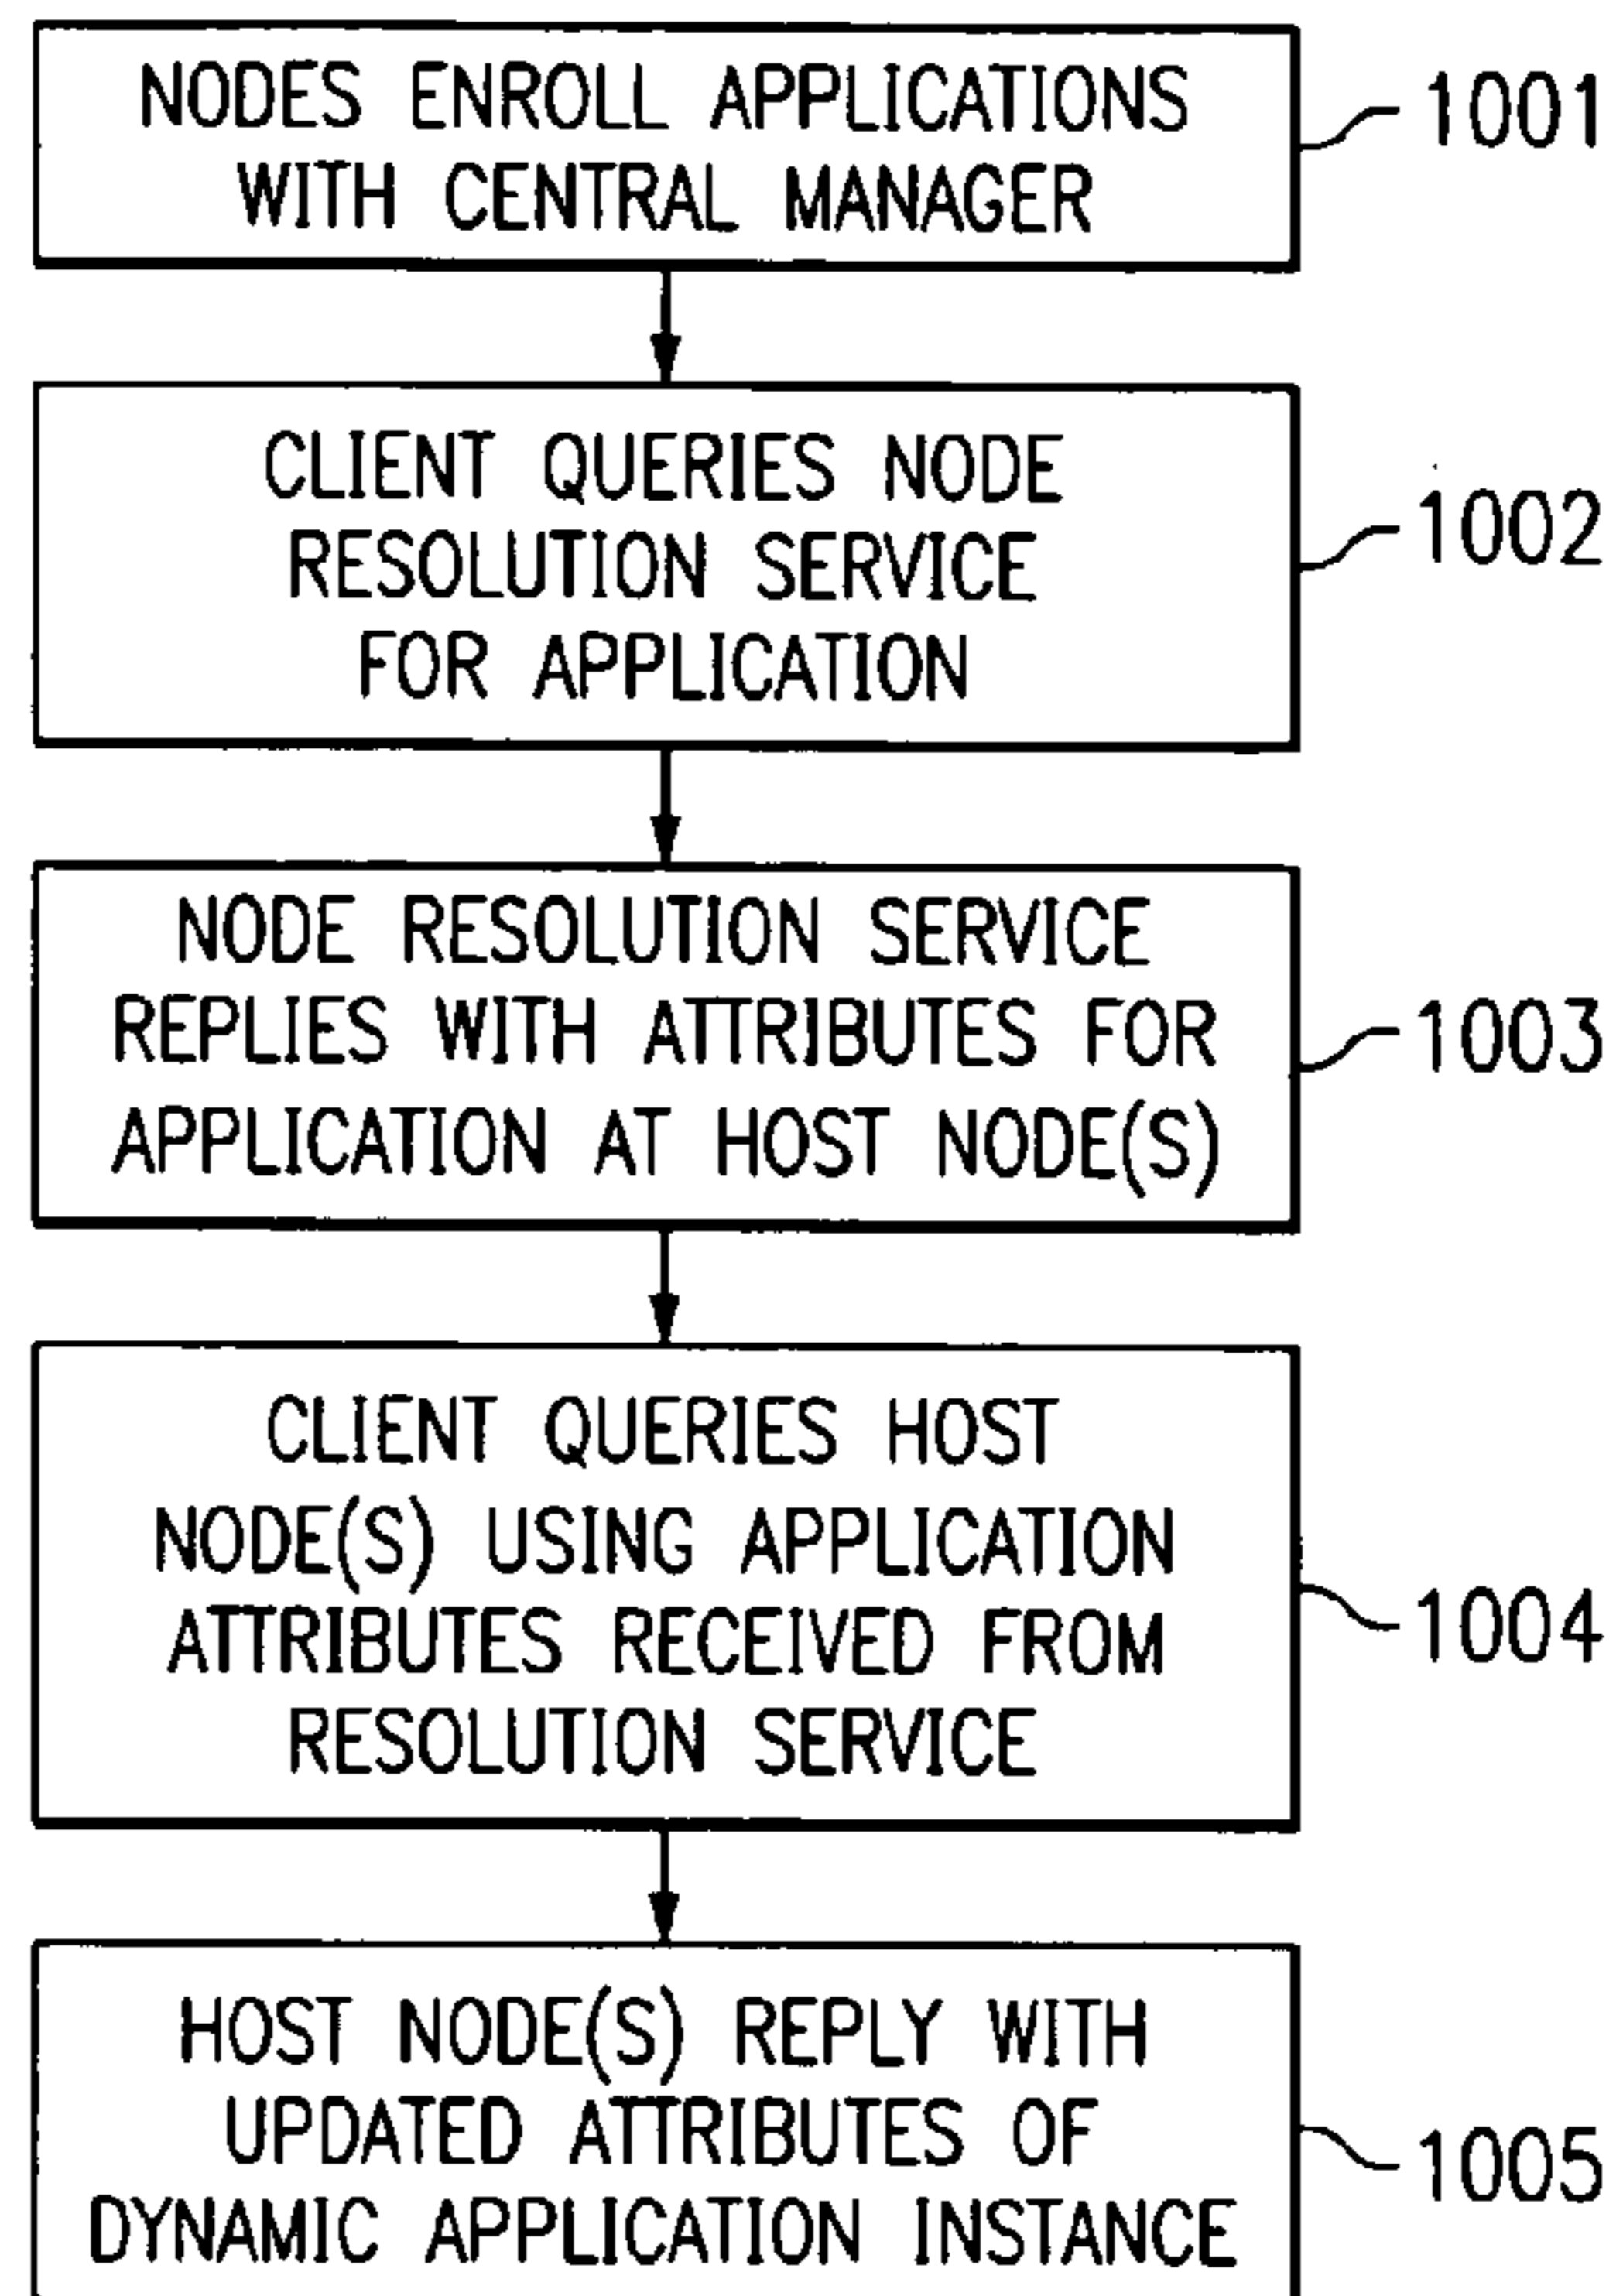 NODES ENROLL APPLICATIONS
WITH CENTRAL MANAGER
1001
CLIENT QUERIES NODE
RESOLUTION SERVICE
FOR APPLICATION
1002
NODE RESOLUTION SERVICE
REPLIES WITH ATTRIBUTES FOR
APPLICATION AT HOST NODE(S)
1003
CLIENT QUERIES HOST
NODE(S) USING APPLICATION
ATTRIBUTES RECEIVED FROM
RESOLUTION SERVICE
1004
HOST NODE(S) REPLY WITH
UPDATED ATTRIBUTES OF
DYNAMIC APPLICATION INSTANCE
1005